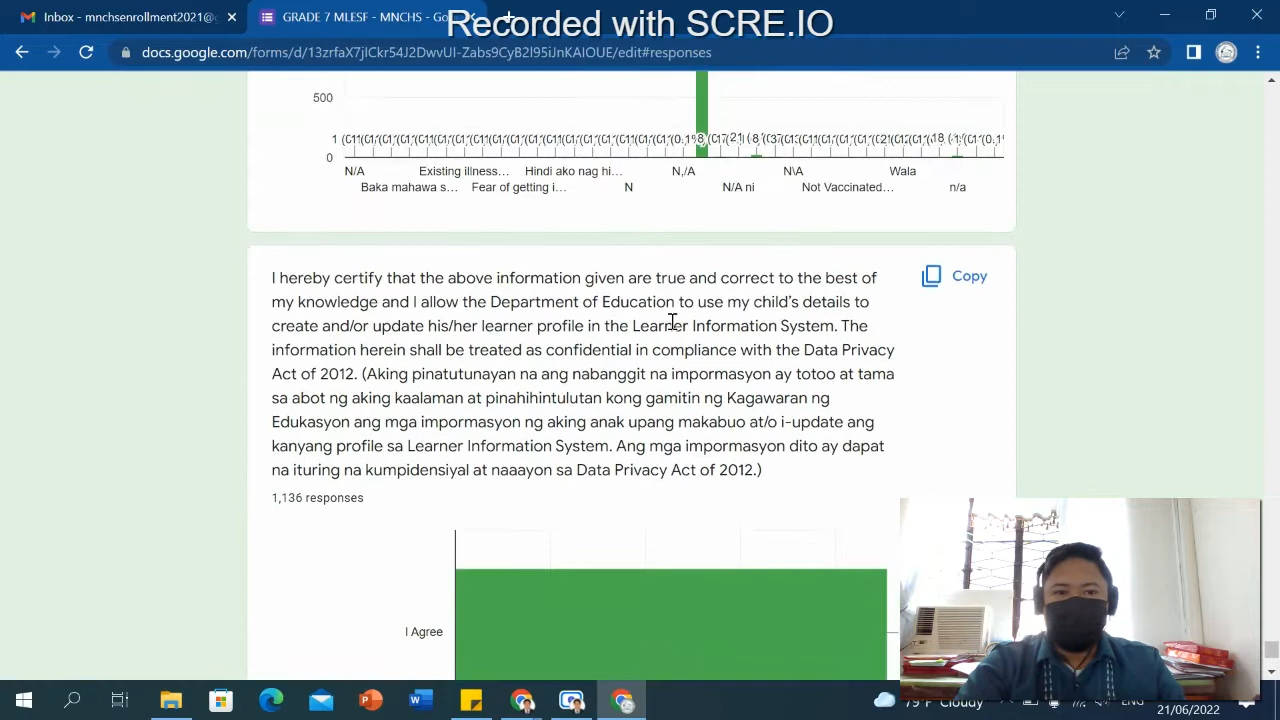 Recorded with SCRE.IO
Inbox - mnchsenrollment2021@g
GRADE 7 MLESF - MNCHS - Go
docs.google.com/forms/d/13zrfaX7jICkr54J2DwvUI-Zabs9CyB2I95iJnKAIOUE/edit#responses
500
0
N/A
Existing illness...
Hindi ako nag hi...
N,/A
N\A
Wala
Baka mahawa s...
Fear of getting i...
N
N/A ni
Not Vaccinated...
n/a
I hereby certify that the above information given are true and correct to the best of
my knowledge and I allow the Department of Education to use my child's details to
create and/or update his/her learner profile in the Learner Information System. The
information herein shall be treated as confidential in compliance with the Data Privacy
Act of 2012. (Aking pinatutunayan na ang nabanggit na impormasyon ay totoo at tama
sa abot ng aking kaalaman at pinahihintulutan kong gamitin ng Kagawaran ng
Edukasyon ang mga impormasyon ng aking anak upang makabuo at/o i-update ang
kanyang profile sa Learner Information System. Ang mga impormasyon dito ay dapat
na ituring na kumpidensiyal at naaayon sa Data Privacy Act of 2012.)
Copy
1,136 responses
I Agree
79°F Cloudy
ENG
21/06/2022